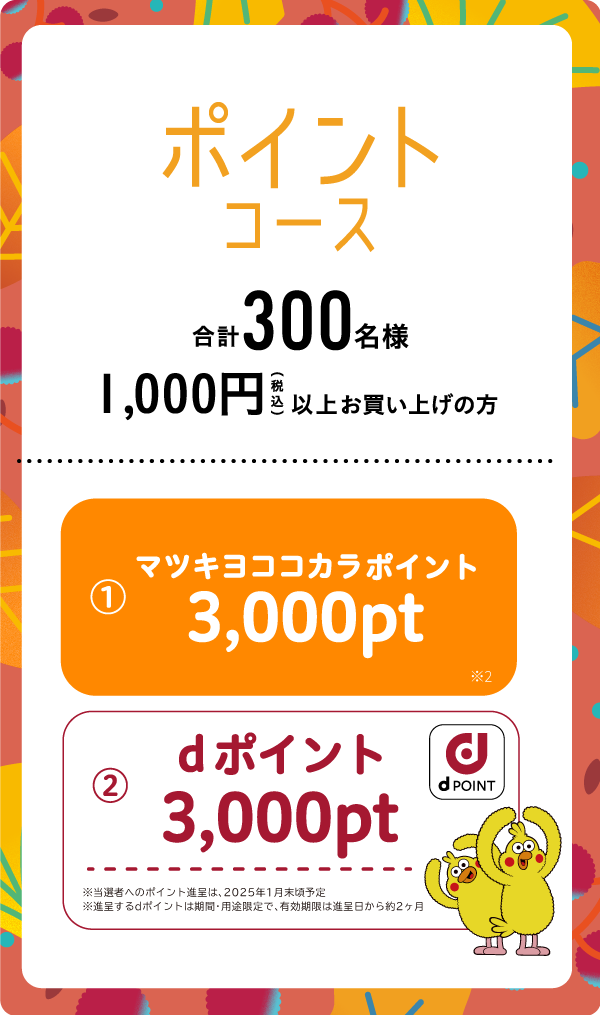 ポイント
コース
合計300名様
1,000円(税込)以上お買い上げの方
① マツキヨココカラポイント
3,000pt
※2
② dポイント
3,000pt
d POINT
※当選者へのポイント進呈は、2025年1月末頃予定
※進呈するdポイントは期間・用途限定で、有効期限は進呈日から約2ヶ月